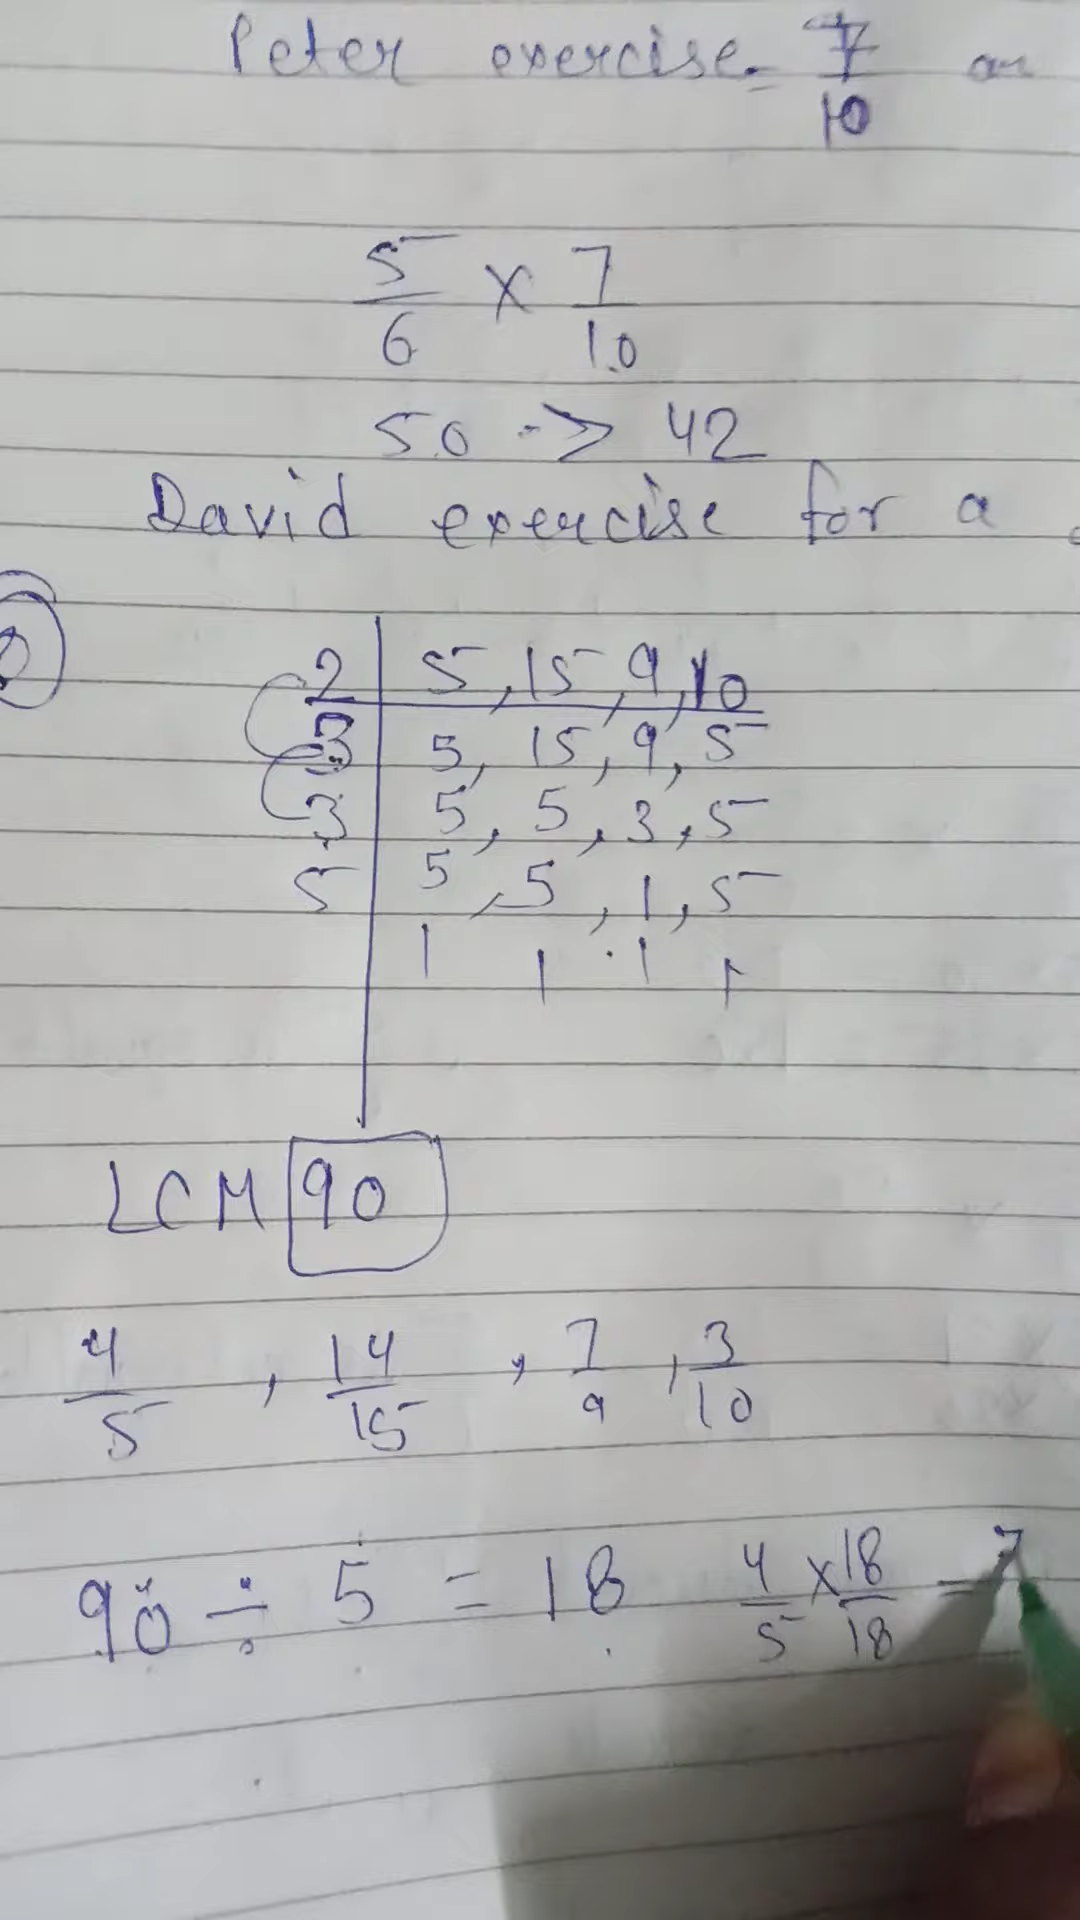 Peter exercise = 7/10
5/6 × 7/10
50 -> 42
David exercise for a
2 | 5, 15, 9, 10
3 | 5, 15, 9, 5
3 | 5, 5, 3, 5
5 | 5, 5, 1, 5
1 1 1 1
LCM 90
4/5, 14/15, 7/9, 3/10
90 ÷ 5 = 18 4/5 × 18/18 = 7